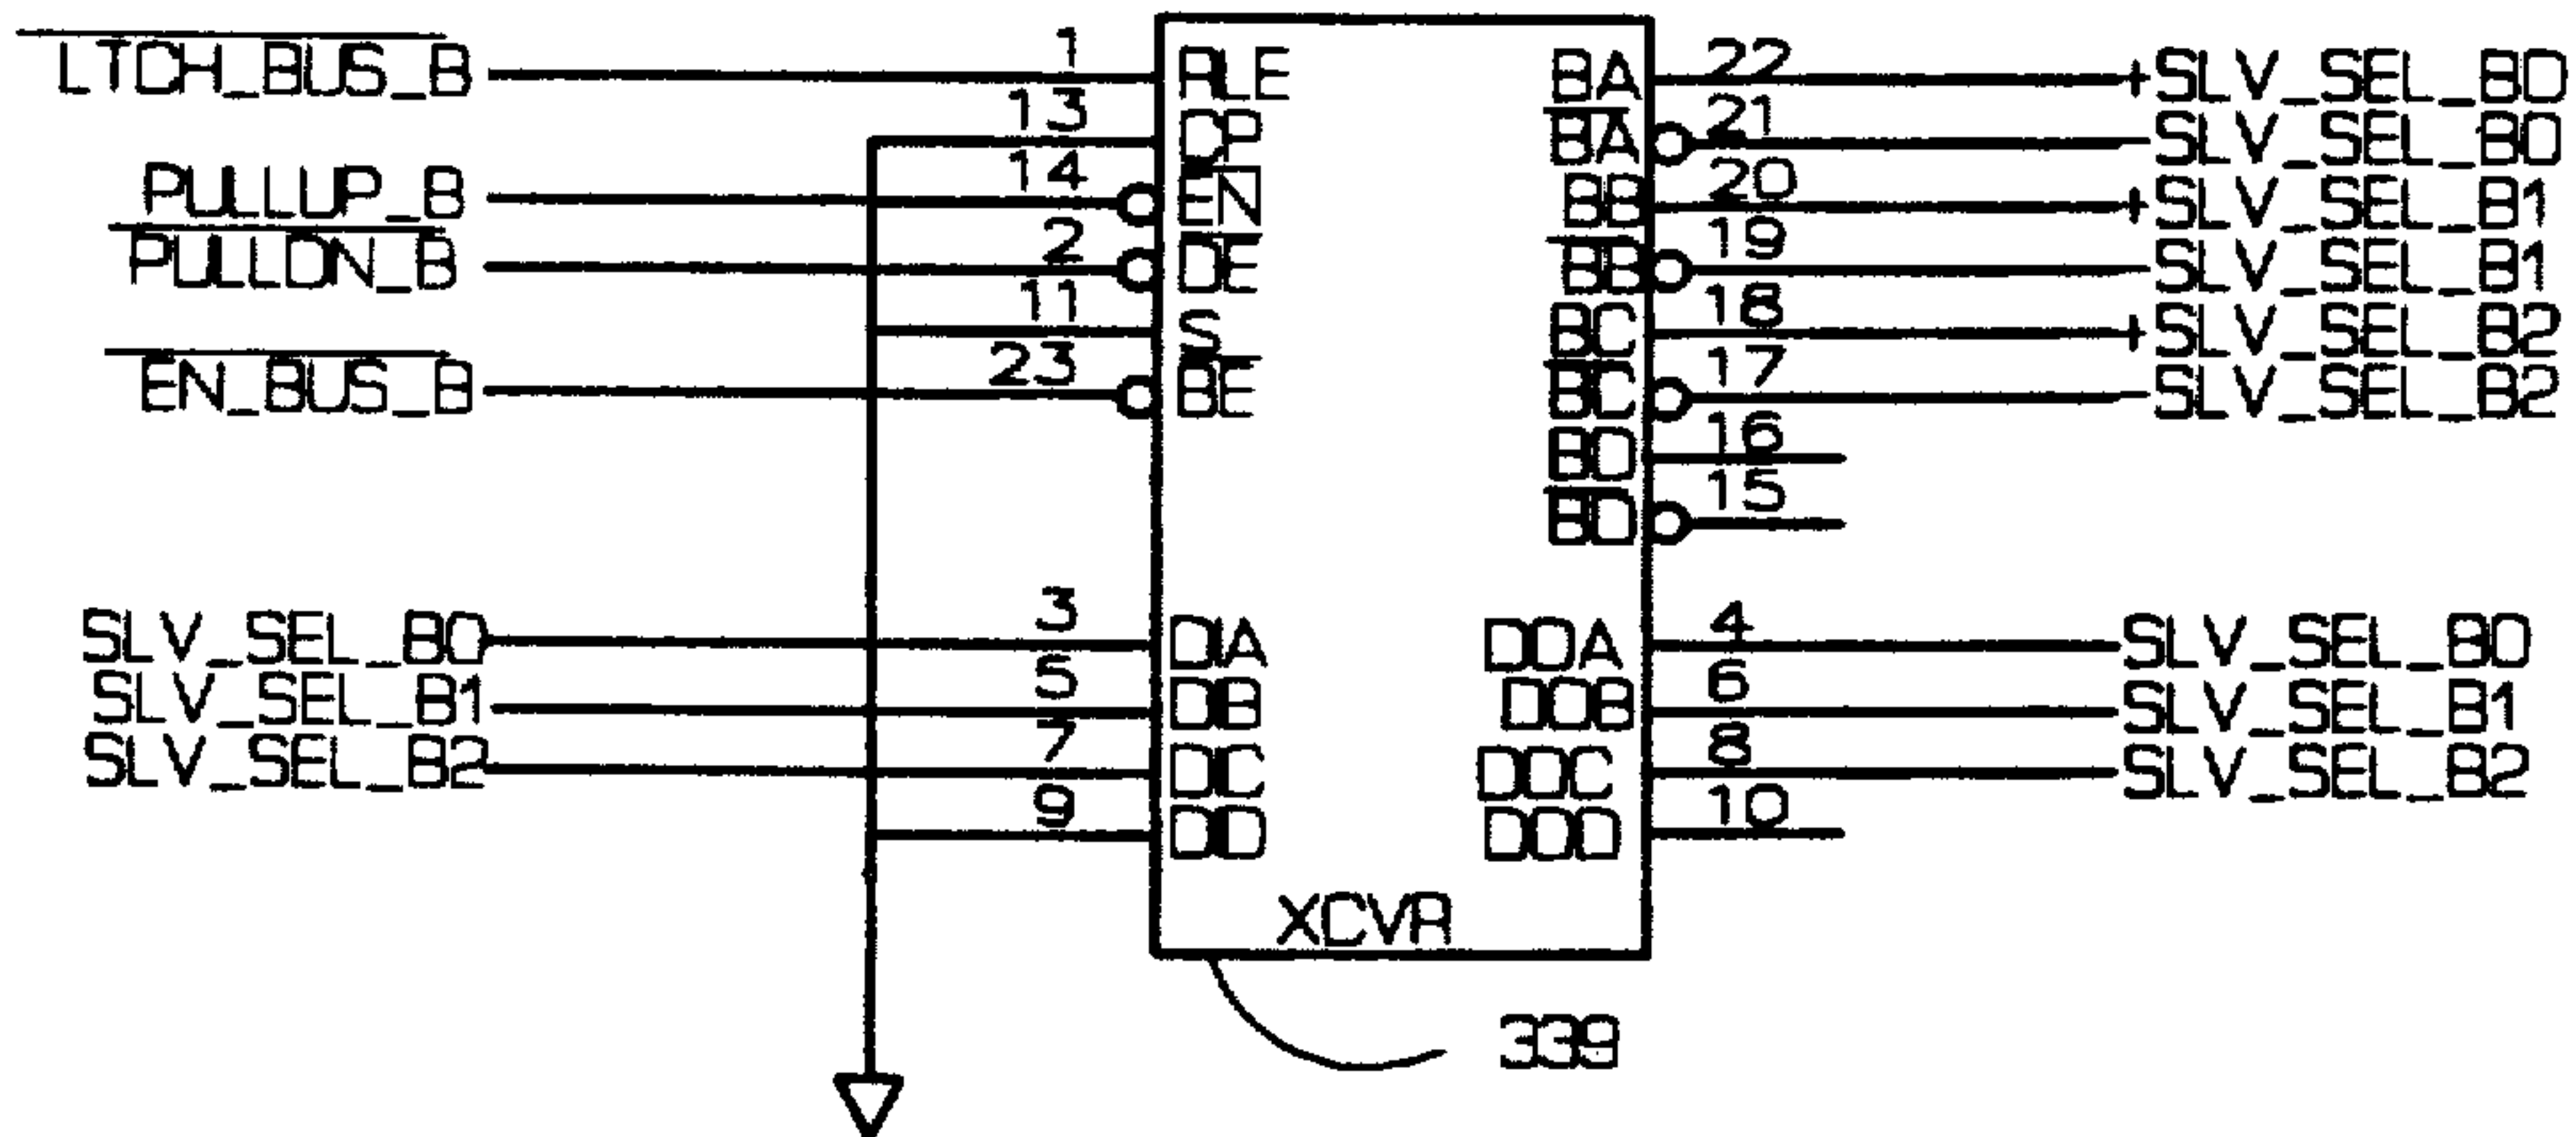 LTCH_BUS_B 1 RLE BA 22 +SLV_SEL_B0
13 DP BA 21 -SLV_SEL_B0
PULLUP_B 14 EN BB 20 +SLV_SEL_B1
PULLDN_B 2 DE BB 19 -SLV_SEL_B1
11 S BC 18 +SLV_SEL_B2
EN_BUS_B 23 BE BC 17 -SLV_SEL_B2
BD 16
BD 15
SLV_SEL_B0 3 DIA DOA 4 SLV_SEL_B0
SLV_SEL_B1 5 DIB DOB 6 SLV_SEL_B1
SLV_SEL_B2 7 DIC DOC 8 SLV_SEL_B2
9 DID DOD 10
XCVR
339